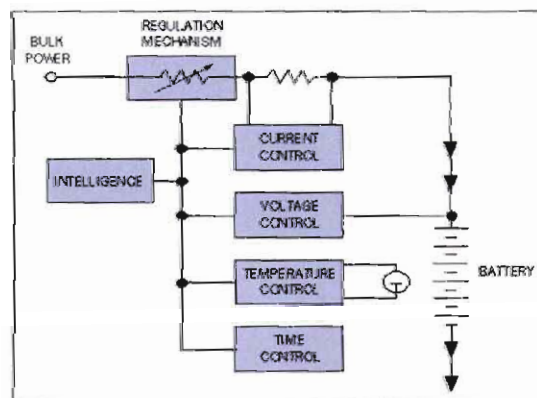 REGULATION
MECHANISM
BULK
POWER
CURRENT
CONTROL
INTELLIGENCE
VOLTAGE
CONTROL
TEMPERATURE
CONTROL
T
BATTERY
TIME
CONTROL